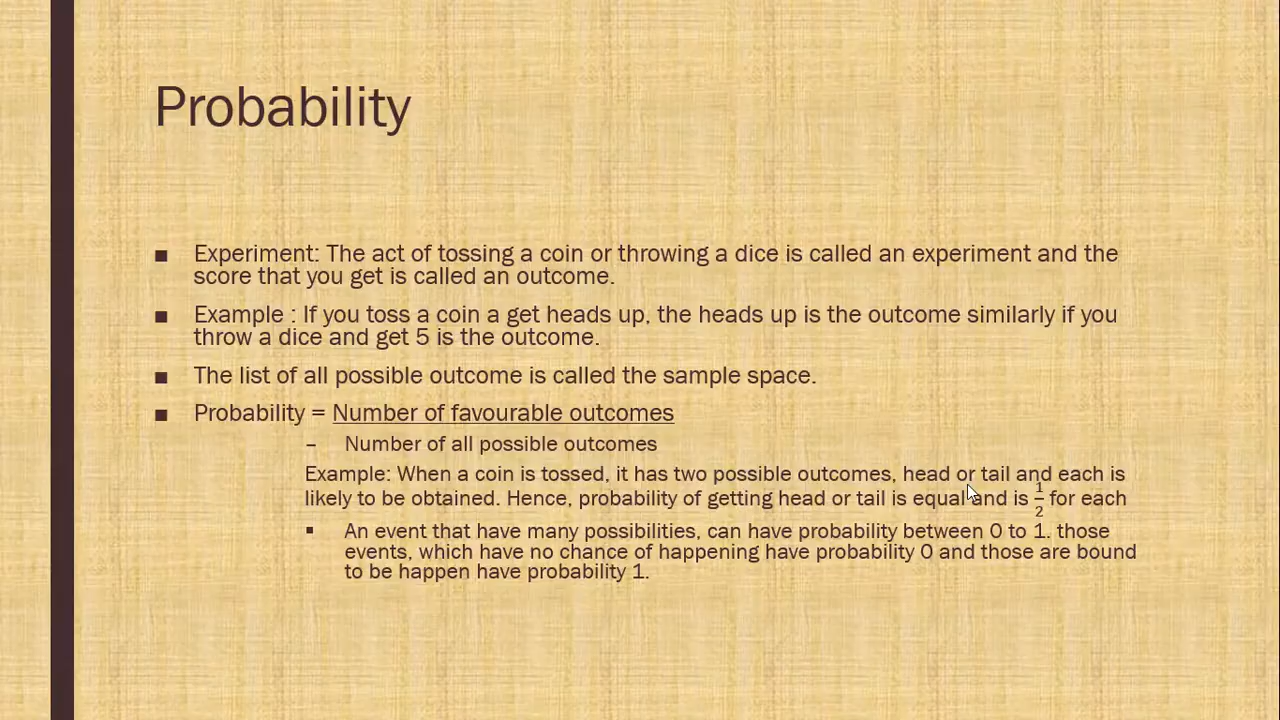 Probability
■ Experiment: The act of tossing a coin or throwing a dice is called an experiment and the
score that you get is called an outcome.
■ Example : If you toss a coin a get heads up, the heads up is the outcome similarly if you
throw a dice and get 5 is the outcome.
■ The list of all possible outcome is called the sample space.
■ Probability = Number of favourable outcomes
– Number of all possible outcomes
Example: When a coin is tossed, it has two possible outcomes, head or tail and each is
likely to be obtained. Hence, probability of getting head or tail is equal and is 1/2 for each
▪ An event that have many possibilities, can have probability between 0 to 1. those
events, which have no chance of happening have probability 0 and those are bound
to be happen have probability 1.